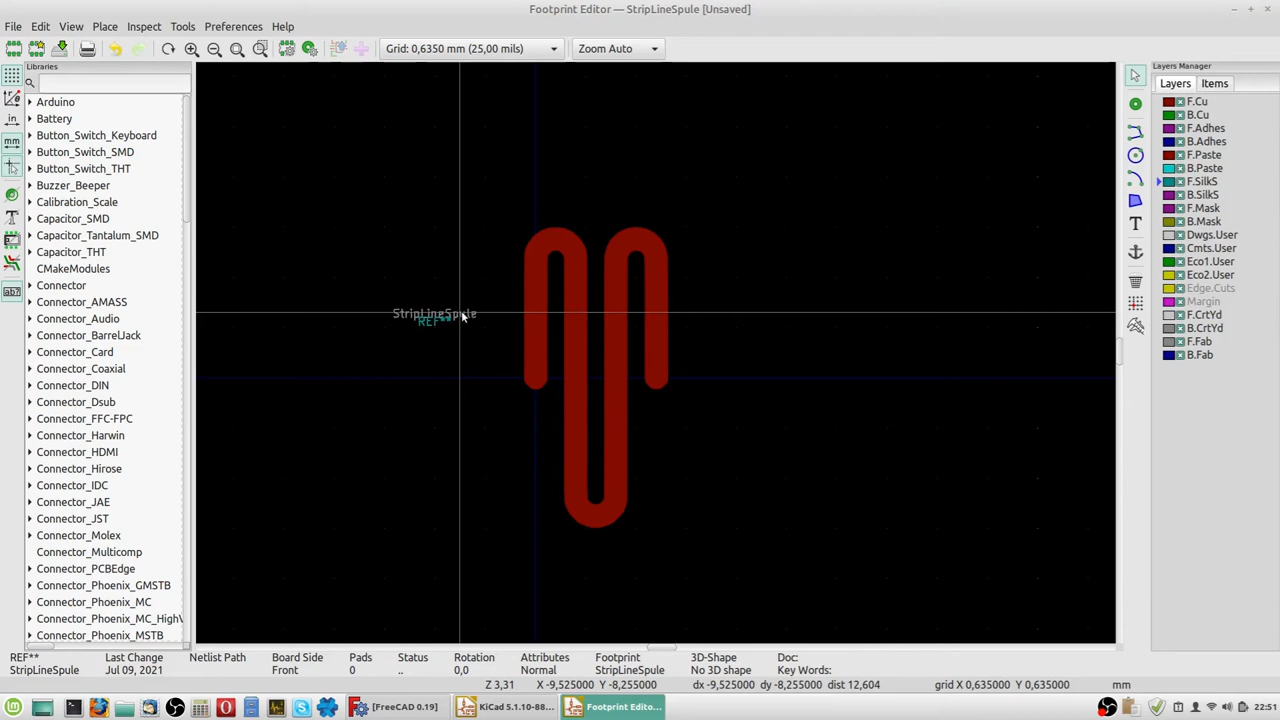 Footprint Editor — StripLineSpule [Unsaved]
File Edit View Place Inspect Tools Preferences Help
Grid: 0,6350 mm (25,00 mils) Zoom Auto
Libraries
Arduino
Battery
Button_Switch_Keyboard
Button_Switch_SMD
Button_Switch_THT
Buzzer_Beeper
Calibration_Scale
Capacitor_SMD
Capacitor_Tantalum_SMD
Capacitor_THT
CMakeModules
Connector
Connector_AMASS
Connector_Audio
Connector_BarrelJack
Connector_Card
Connector_Coaxial
Connector_DIN
Connector_Dsub
Connector_FFC-FPC
Connector_Harwin
Connector_HDMI
Connector_Hirose
Connector_IDC
Connector_JAE
Connector_JST
Connector_Molex
Connector_Multicomp
Connector_PCBEdge
Connector_Phoenix_GMSTB
Connector_Phoenix_MC
Connector_Phoenix_MC_HighV
Connector_Phoenix_MSTB
in
mm
ab?
StripLineSpule
REF**
Layers Manager
Layers Items
F.Cu
B.Cu
F.Adhes
B.Adhes
F.Paste
B.Paste
F.SilkS
B.SilkS
F.Mask
B.Mask
Dwgs.User
Cmts.User
Eco1.User
Eco2.User
Edge.Cuts
Margin
F.CrtYd
B.CrtYd
F.Fab
B.Fab
REF** Last Change Netlist Path Board Side Pads Status Rotation Attributes Footprint 3D-Shape Doc:
StripLineSpule Jul 09, 2021 Front 0 .. 0,0 Normal StripLineSpule No 3D shape Key Words:
Z 3,31 X -9,525000 Y -8,255000 dx -9,525000 dy -8,255000 dist 12,604 grid X 0,635000 Y 0,635000 mm
[FreeCAD 0.19] KiCad 5.1.10-88... Footprint Edito... 22:51